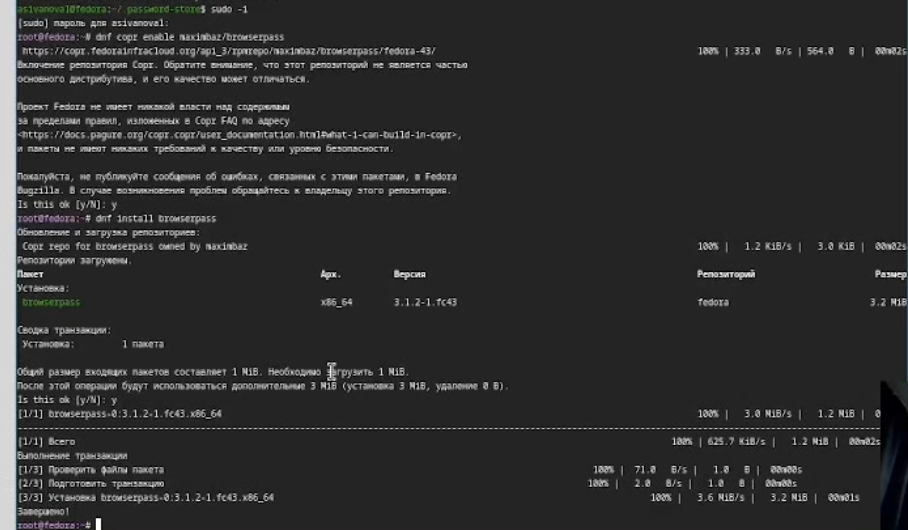 asivanoval@fedora:~/.password-store$ sudo -i
[sudo] пароль для asivanoval:
root@fedora:~# dnf copr enable maximbaz/browserpass
https://copr.fedorainfracloud.org/api_3/rpmrepo/maximbaz/browserpass/fedora-43/ 100% | 333.0 B/s | 564.0 B | 00m02s
Включение репозитория Copr. Обратите внимание, что этот репозиторий не является частью
основного дистрибутива, и его качество может отличаться.
Проект Fedora не имеет никакой власти над содержимым
за пределами правил, изложенных в Copr FAQ по адресу
<https://docs.pagure.org/copr.copr/user_documentation.html#what-i-can-build-in-copr>,
и пакеты не имеют никаких требований к качеству или уровню безопасности.
Пожалуйста, не публикуйте сообщения об ошибках, связанных с этими пакетами, в Fedora
Bugzilla. В случае возникновения проблем обращайтесь к владельцу этого репозитория.
Is this ok [y/N]: y
root@fedora:~# dnf install browserpass
Обновление и загрузка репозиториев:
Copr repo for browserpass owned by maximbaz 100% | 1.2 KiB/s | 3.0 KiB | 00m02s
Репозитории загружены.
Пакет Арх. Версия Репозиторий Размер
Установка:
browserpass x86_64 3.1.2-1.fc43 fedora 3.2 MiB
Сводка транзакции:
Установка: 1 пакета
Общий размер входящих пакетов составляет 1 MiB. Необходимо загрузить 1 MiB.
После этой операции будут использоваться дополнительные 3 MiB (установка 3 MiB, удаление 0 B).
Is this ok [y/N]: y
[1/1] browserpass-0:3.1.2-1.fc43.x86_64 100% | 3.0 MiB/s | 1.2 MiB | 0
[1/1] Всего 100% | 625.7 KiB/s | 1.2 MiB | 00m02s
Выполнение транзакции
[1/3] Проверить файлы пакета 100% | 71.0 B/s | 1.0 B | 00m00s
[2/3] Подготовить транзакцию 100% | 2.0 B/s | 1.0 B | 00m00s
[3/3] Установка browserpass-0:3.1.2-1.fc43.x86_64 100% | 3.6 MiB/s | 3.2 MiB | 00m01s
Завершено!
root@fedora:~#